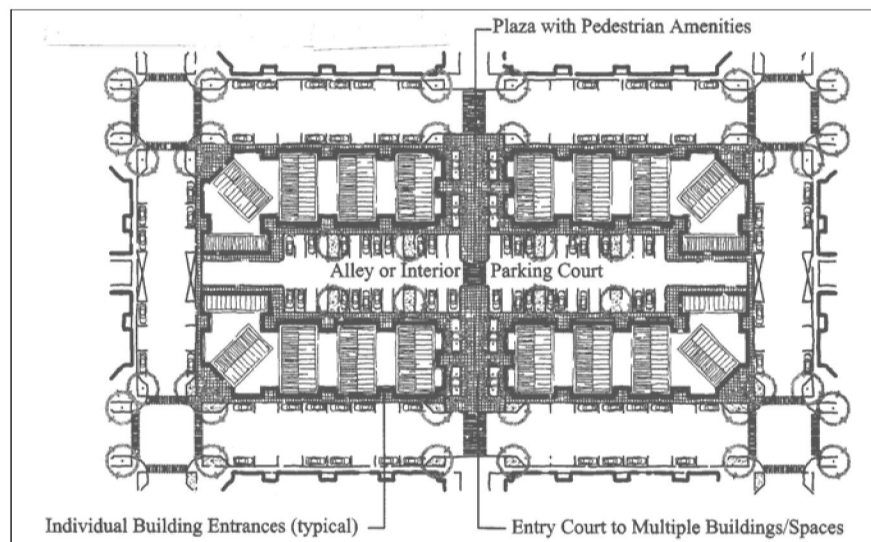 Plaza with Pedestrian Amenities
Alley or Interior Parking Court
Individual Building Entrances (typical)
Entry Court to Multiple Buildings/Spaces